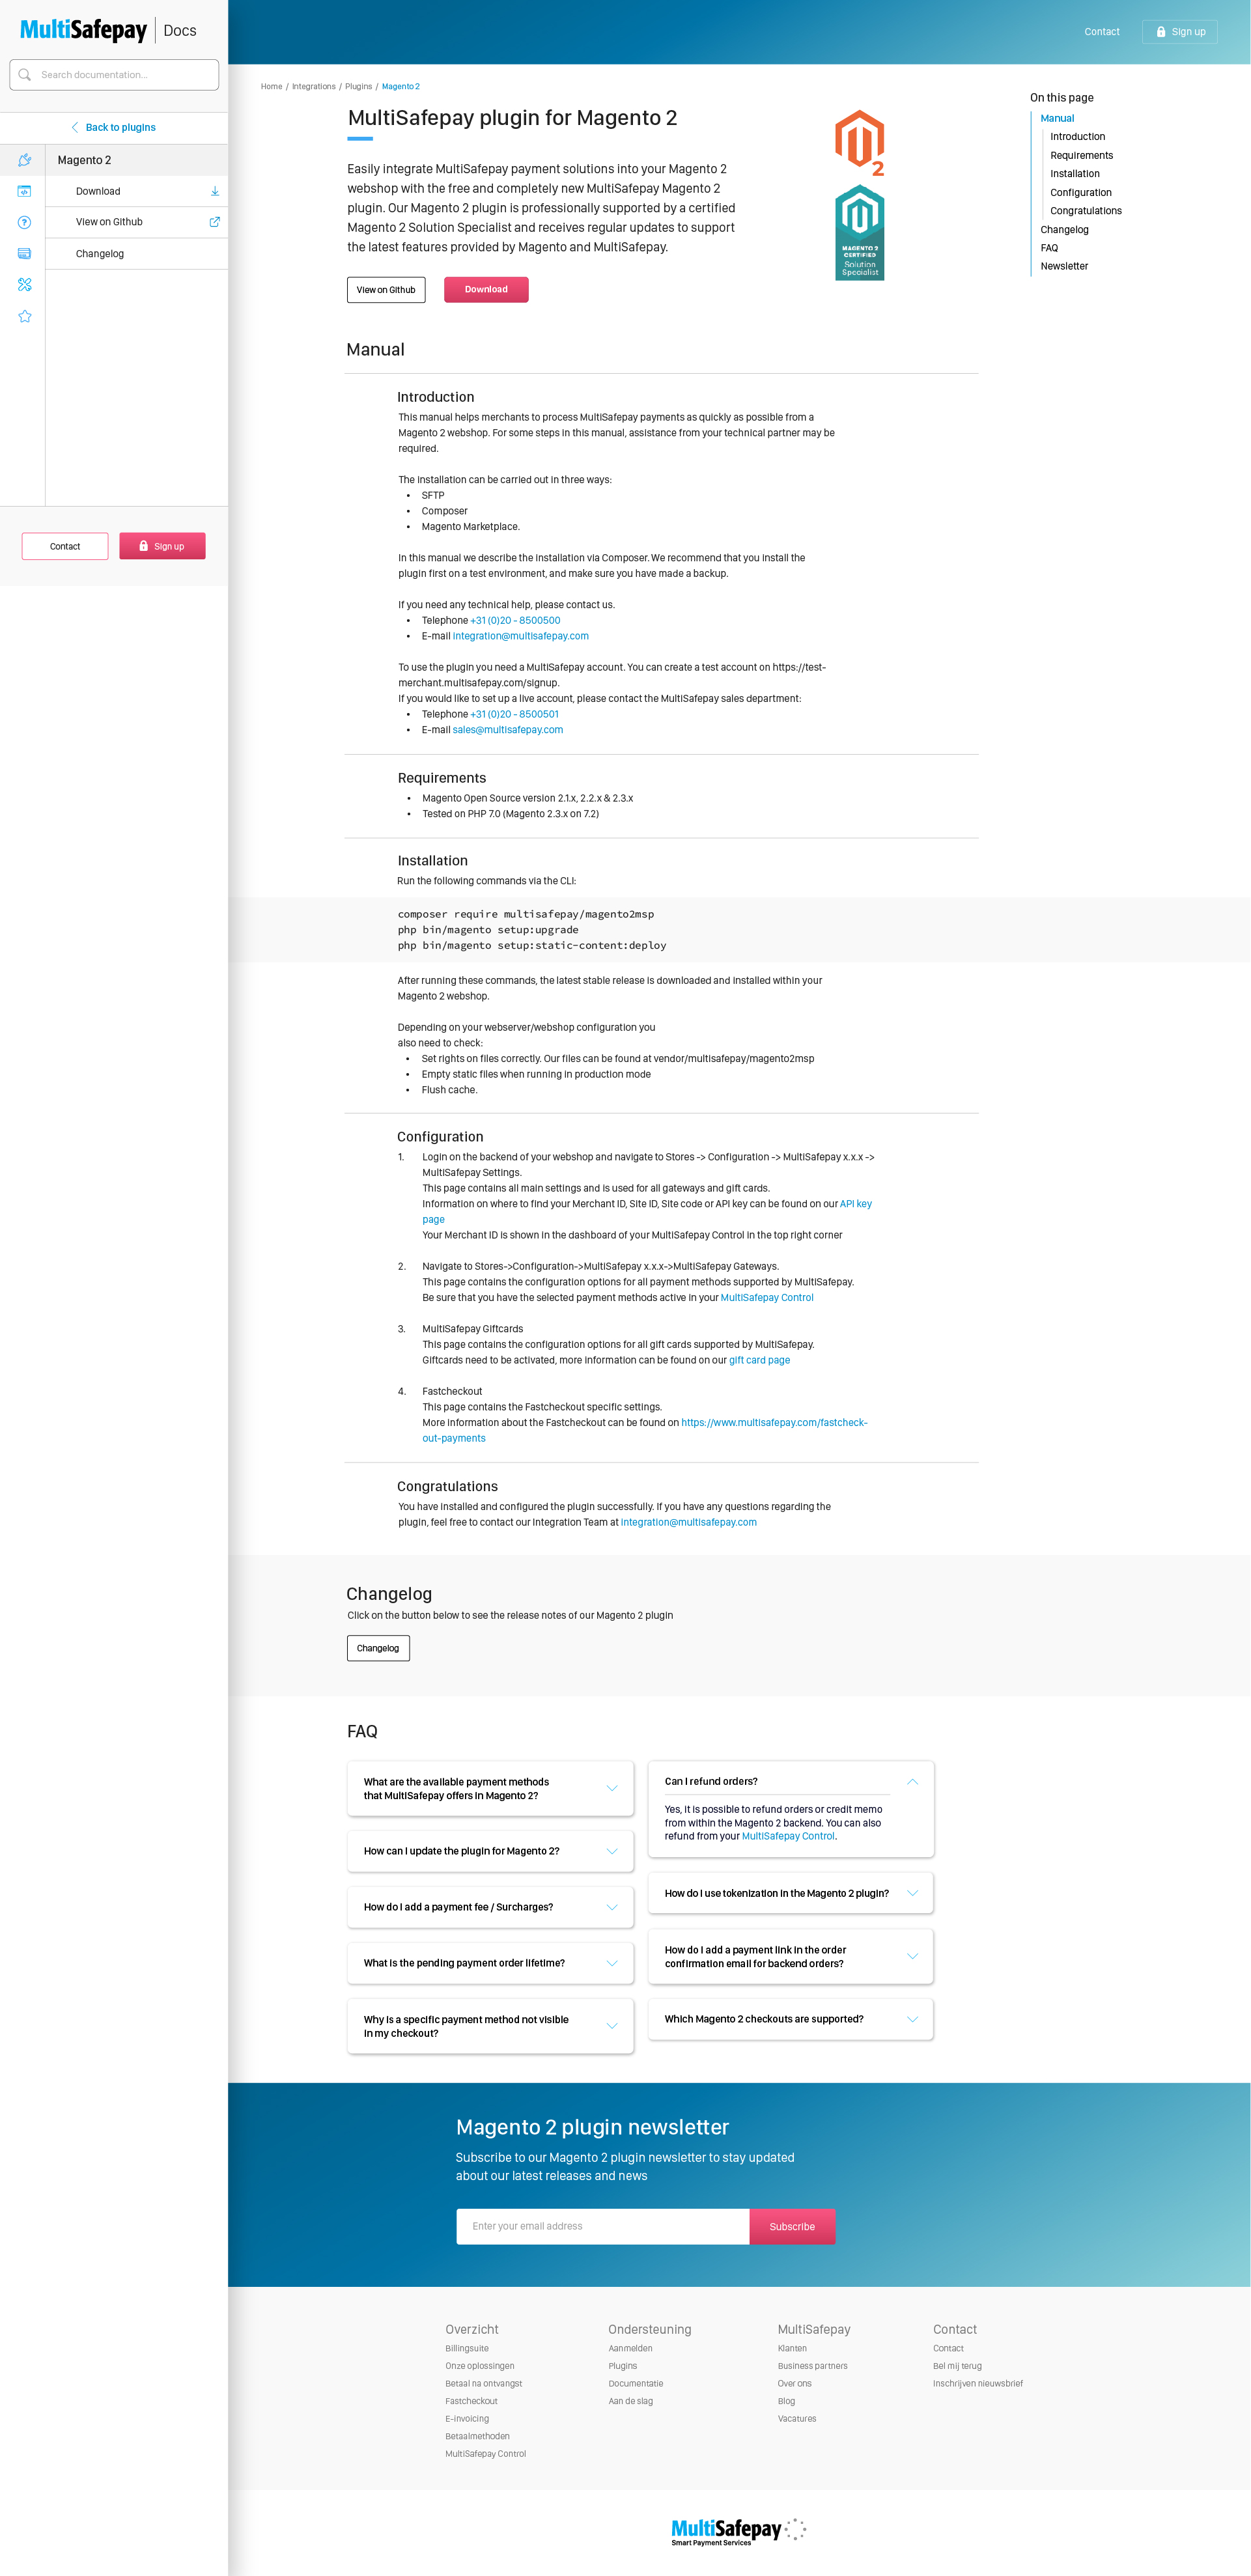 MultiSafepay | Docs
Search documentation...
Back to plugins
Magento 2
Download
View on Github
Changelog
Contact
Sign up
Contact
Sign up
Home / Integrations / Plugins / Magento 2
MultiSafepay plugin for Magento 2
Easily integrate MultiSafepay payment solutions into your Magento 2
webshop with the free and completely new MultiSafepay Magento 2
plugin. Our Magento 2 plugin is professionally supported by a certified
Magento 2 Solution Specialist and receives regular updates to support
the latest features provided by Magento and MultiSafepay.
View on Github
Download
2
MAGENTO 2
CERTIFIED
Solution
Specialist
On this page
Manual
Introduction
Requirements
Installation
Configuration
Congratulations
Changelog
FAQ
Newsletter
Manual
Introduction
This manual helps merchants to process MultiSafepay payments as quickly as possible from a
Magento 2 webshop. For some steps in this manual, assistance from your technical partner may be
required.
The installation can be carried out in three ways:
• SFTP
• Composer
• Magento Marketplace.
In this manual we describe the installation via Composer. We recommend that you install the
plugin first on a test environment, and make sure you have made a backup.
If you need any technical help, please contact us.
• Telephone +31 (0)20 - 8500500
• E-mail integration@multisafepay.com
To use the plugin you need a MultiSafepay account. You can create a test account on https://test-
merchant.multisafepay.com/signup.
If you would like to set up a live account, please contact the MultiSafepay sales department:
• Telephone +31 (0)20 - 8500501
• E-mail sales@multisafepay.com
Requirements
• Magento Open Source version 2.1.x, 2.2.x & 2.3.x
• Tested on PHP 7.0 (Magento 2.3.x on 7.2)
Installation
Run the following commands via the CLI:
composer require multisafepay/magento2msp
php bin/magento setup:upgrade
php bin/magento setup:static-content:deploy
After running these commands, the latest stable release is downloaded and installed within your
Magento 2 webshop.
Depending on your webserver/webshop configuration you
also need to check:
• Set rights on files correctly. Our files can be found at vendor/multisafepay/magento2msp
• Empty static files when running in production mode
• Flush cache.
Configuration
1. Login on the backend of your webshop and navigate to Stores -> Configuration -> MultiSafepay x.x.x ->
MultiSafepay Settings.
This page contains all main settings and is used for all gateways and gift cards.
Information on where to find your Merchant ID, Site ID, Site code or API key can be found on our API key
page
Your Merchant ID is shown in the dashboard of your MultiSafepay Control in the top right corner
2. Navigate to Stores->Configuration->MultiSafepay x.x.x->MultiSafepay Gateways.
This page contains the configuration options for all payment methods supported by MultiSafepay.
Be sure that you have the selected payment methods active in your MultiSafepay Control
3. MultiSafepay Giftcards
This page contains the configuration options for all gift cards supported by MultiSafepay.
Giftcards need to be activated, more information can be found on our gift card page
4. Fastcheckout
This page contains the Fastcheckout specific settings.
More information about the Fastcheckout can be found on https://www.multisafepay.com/fastcheck-
out-payments
Congratulations
You have installed and configured the plugin successfully. If you have any questions regarding the
plugin, feel free to contact our Integration Team at integration@multisafepay.com
Changelog
Click on the button below to see the release notes of our Magento 2 plugin
Changelog
FAQ
What are the available payment methods
that MultiSafepay offers in Magento 2?
How can I update the plugin for Magento 2?
How do I add a payment fee / Surcharges?
What is the pending payment order lifetime?
Why is a specific payment method not visible
in my checkout?
Can I refund orders?
Yes, it is possible to refund orders or credit memo
from within the Magento 2 backend. You can also
refund from your MultiSafepay Control.
How do I use tokenization in the Magento 2 plugin?
How do I add a payment link in the order
confirmation email for backend orders?
Which Magento 2 checkouts are supported?
Magento 2 plugin newsletter
Subscribe to our Magento 2 plugin newsletter to stay updated
about our latest releases and news
Enter your email address
Subscribe
Overzicht
Billingsuite
Onze oplossingen
Betaal na ontvangst
Fastcheckout
E-invoicing
Betaalmethoden
MultiSafepay Control
Ondersteuning
Aanmelden
Plugins
Documentatie
Aan de slag
MultiSafepay
Klanten
Business partners
Over ons
Blog
Vacatures
Contact
Contact
Bel mij terug
Inschrijven nieuwsbrief
MultiSafepay
Smart Payment Services